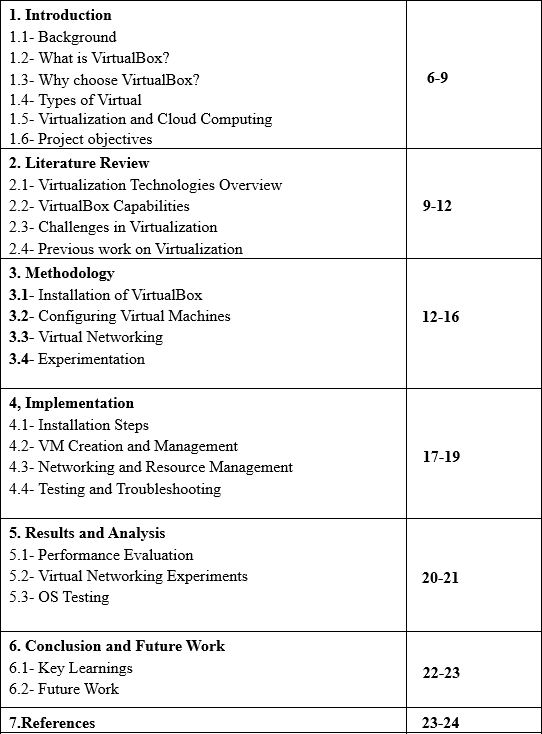 1. Introduction
1.1- Background
1.2- What is VirtualBox?
1.3- Why choose VirtualBox?
1.4- Types of Virtual
1.5- Virtualization and Cloud Computing
1.6- Project objectives
6-9
2. Literature Review
2.1- Virtualization Technologies Overview
2.2- VirtualBox Capabilities
2.3- Challenges in Virtualization
2.4- Previous work on Virtualization
9-12
3. Methodology
3.1- Installation of VirtualBox
3.2- Configuring Virtual Machines
3.3- Virtual Networking
3.4- Experimentation
12-16
4, Implementation
4.1- Installation Steps
4.2- VM Creation and Management
4.3- Networking and Resource Management
4.4- Testing and Troubleshooting
17-19
5. Results and Analysis
5.1- Performance Evaluation
5.2- Virtual Networking Experiments
5.3- OS Testing
20-21
6. Conclusion and Future Work
6.1- Key Learnings
6.2- Future Work
22-23
7.References
23-24